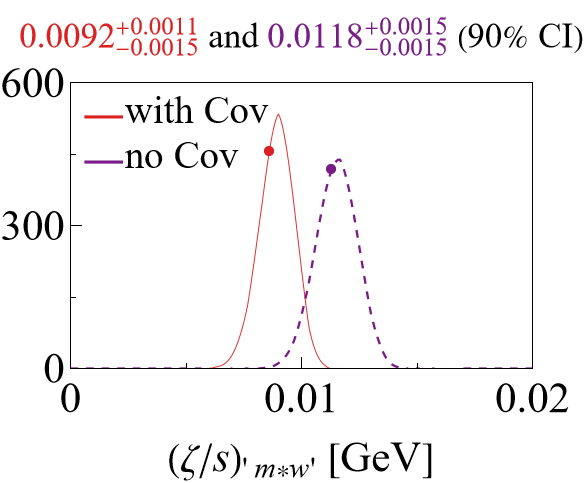 0.0092+0.0011−0.0015 and 0.0118+0.0015−0.0015 (90% CI)
600
with Cov
no Cov
300
0
0 0.01 0.02
(ζ/s)' m*w' [GeV]